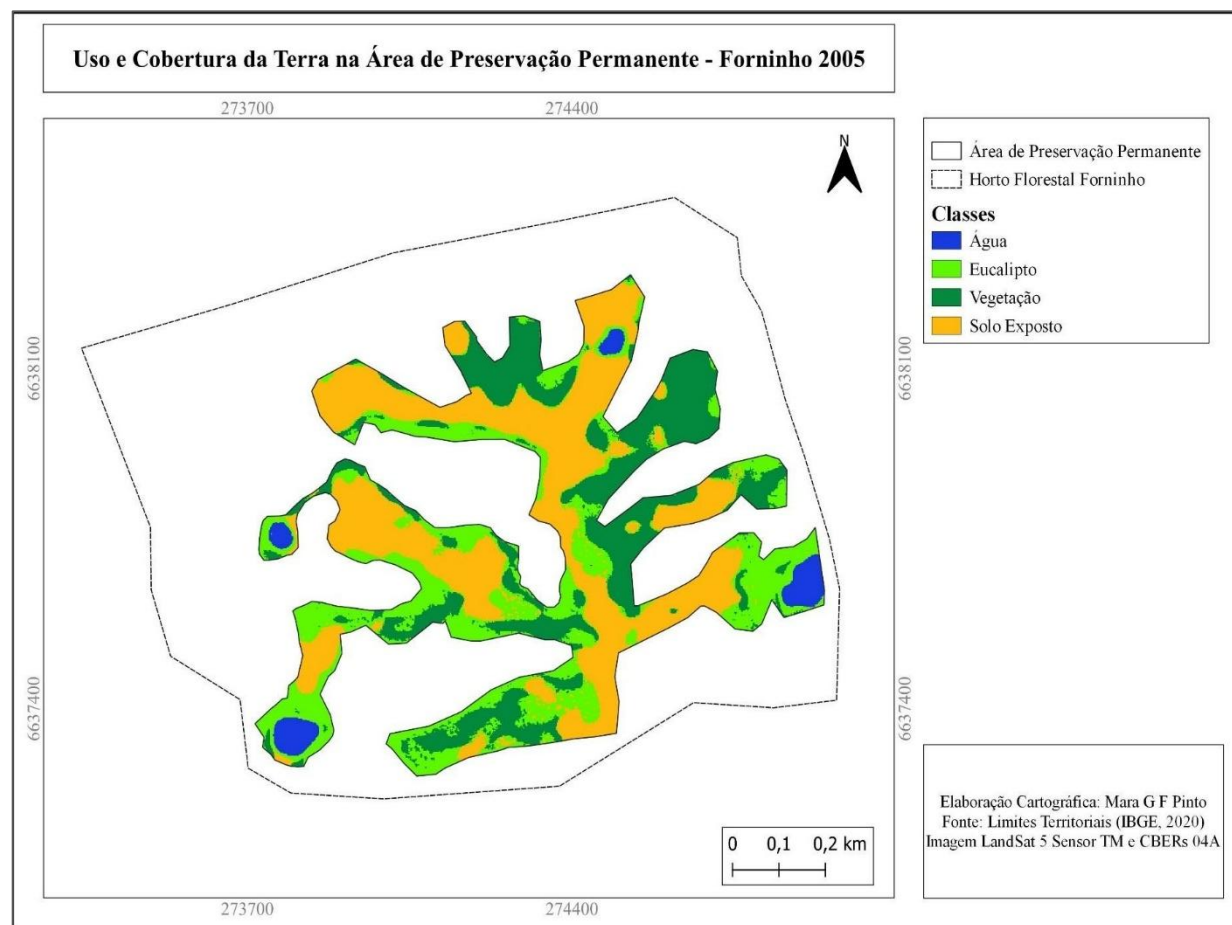 Uso e Cobertura da Terra na Área de Preservação Permanente - Forninho 2005
273700
274400
N
6638100
6638100
6637400
6637400
Área de Preservação Permanente
Horto Florestal Forninho
Classes
Água
Eucalipto
Vegetação
Solo Exposto
0 0,1 0,2 km
273700
274400
Elaboração Cartográfica: Mara G F Pinto
Fonte: Limites Territoriais (IBGE, 2020)
Imagem LandSat 5 Sensor TM e CBERs 04A